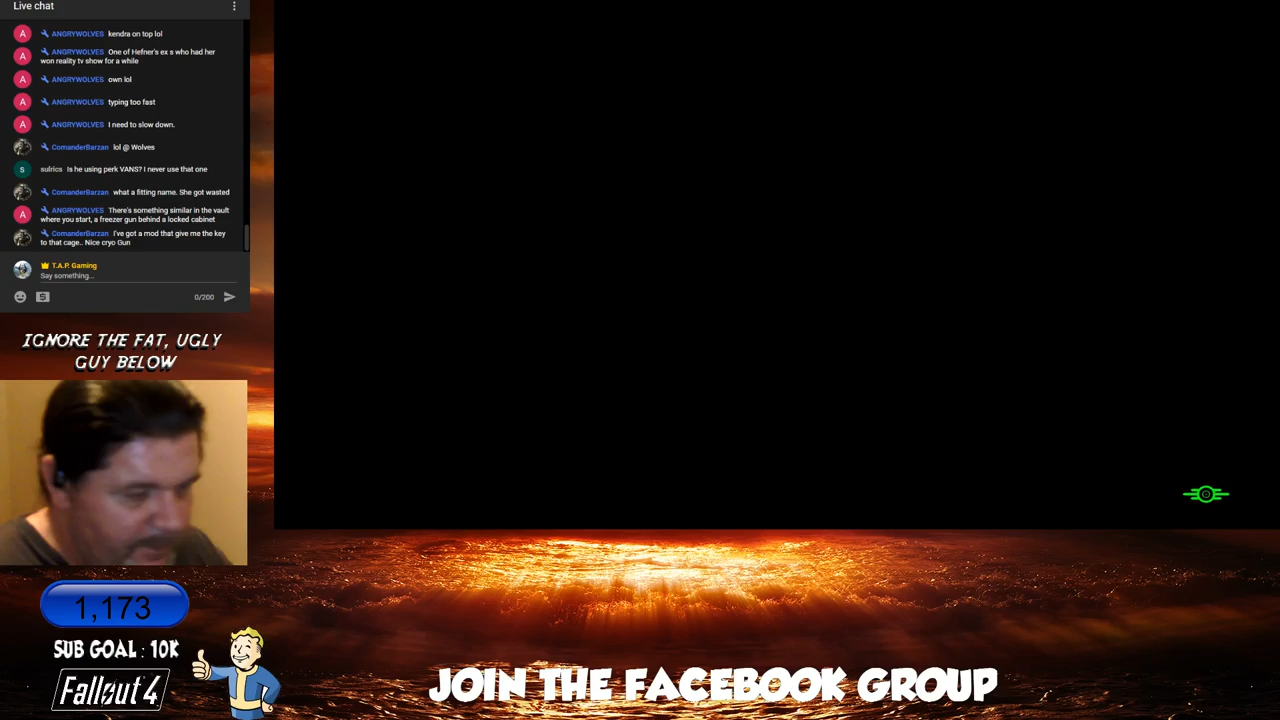 Live chat
A ANGRYWOLVES kendra on top lol
A ANGRYWOLVES One of Hefner's ex s who had her
won reality tv show for a while
A ANGRYWOLVES own lol
A ANGRYWOLVES typing too fast
A ANGRYWOLVES I need to slow down.
ComanderBarzan lol @ Wolves
S sulrics Is he using perk VANS? I never use that one
ComanderBarzan what a fitting name. She got wasted
A ANGRYWOLVES There's something similar in the vault
where you start, a freezer gun behind a locked cabinet
ComanderBarzan I've got a mod that give me the key
to that cage.. Nice cryo Gun
T.A.P. Gaming
Say something...
0/200
IGNORE THE FAT, UGLY
GUY BELOW
1,173
SUB GOAL : 10K
Fallout 4
JOIN THE FACEBOOK GROUP